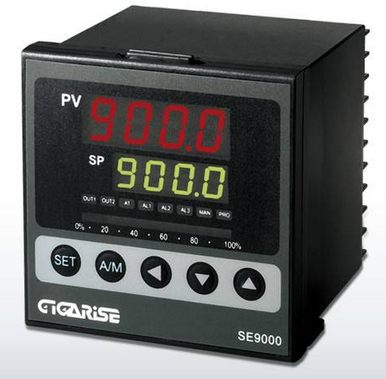 PV 900.0
SP 900.0
OUT1 OUT2 AT AL1 AL2 AL3 MAN PRO
0% 20 40 60 80 100%
SET A/M
GIGARISE
SE9000